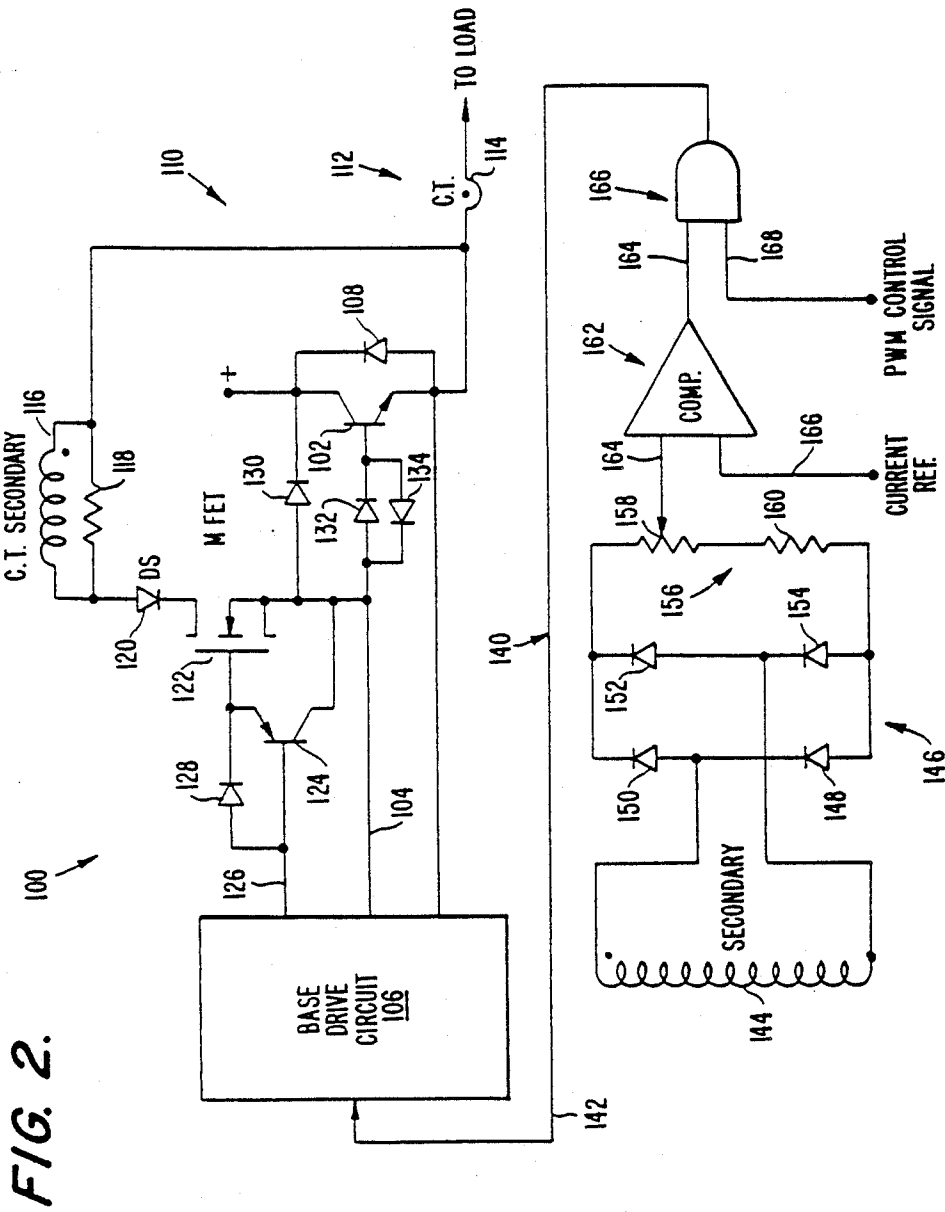 FIG. 2.
100
110
112
C.T. SECONDARY
116
118
DS
120
M FET
122
124
128
126
130
132
134
102
108
+
104
C.T.
114
TO LOAD
BASE
DRIVE
CIRCUIT
106
140
142
144
SECONDARY
146
150
148
152
154
156
158
160
164
162
COMP.
166
164
166
168
CURRENT
REF.
PWM CONTROL
SIGNAL